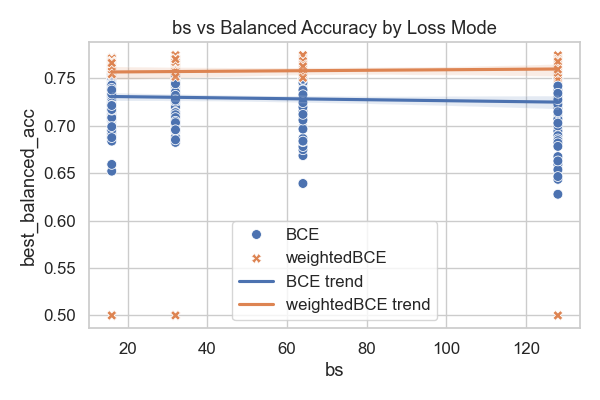 bs vs Balanced Accuracy by Loss Mode
best_balanced_acc
0.75
0.70
0.65
0.60
0.55
0.50
BCE
weightedBCE
BCE trend
weightedBCE trend
20 40 60 80 100 120
bs